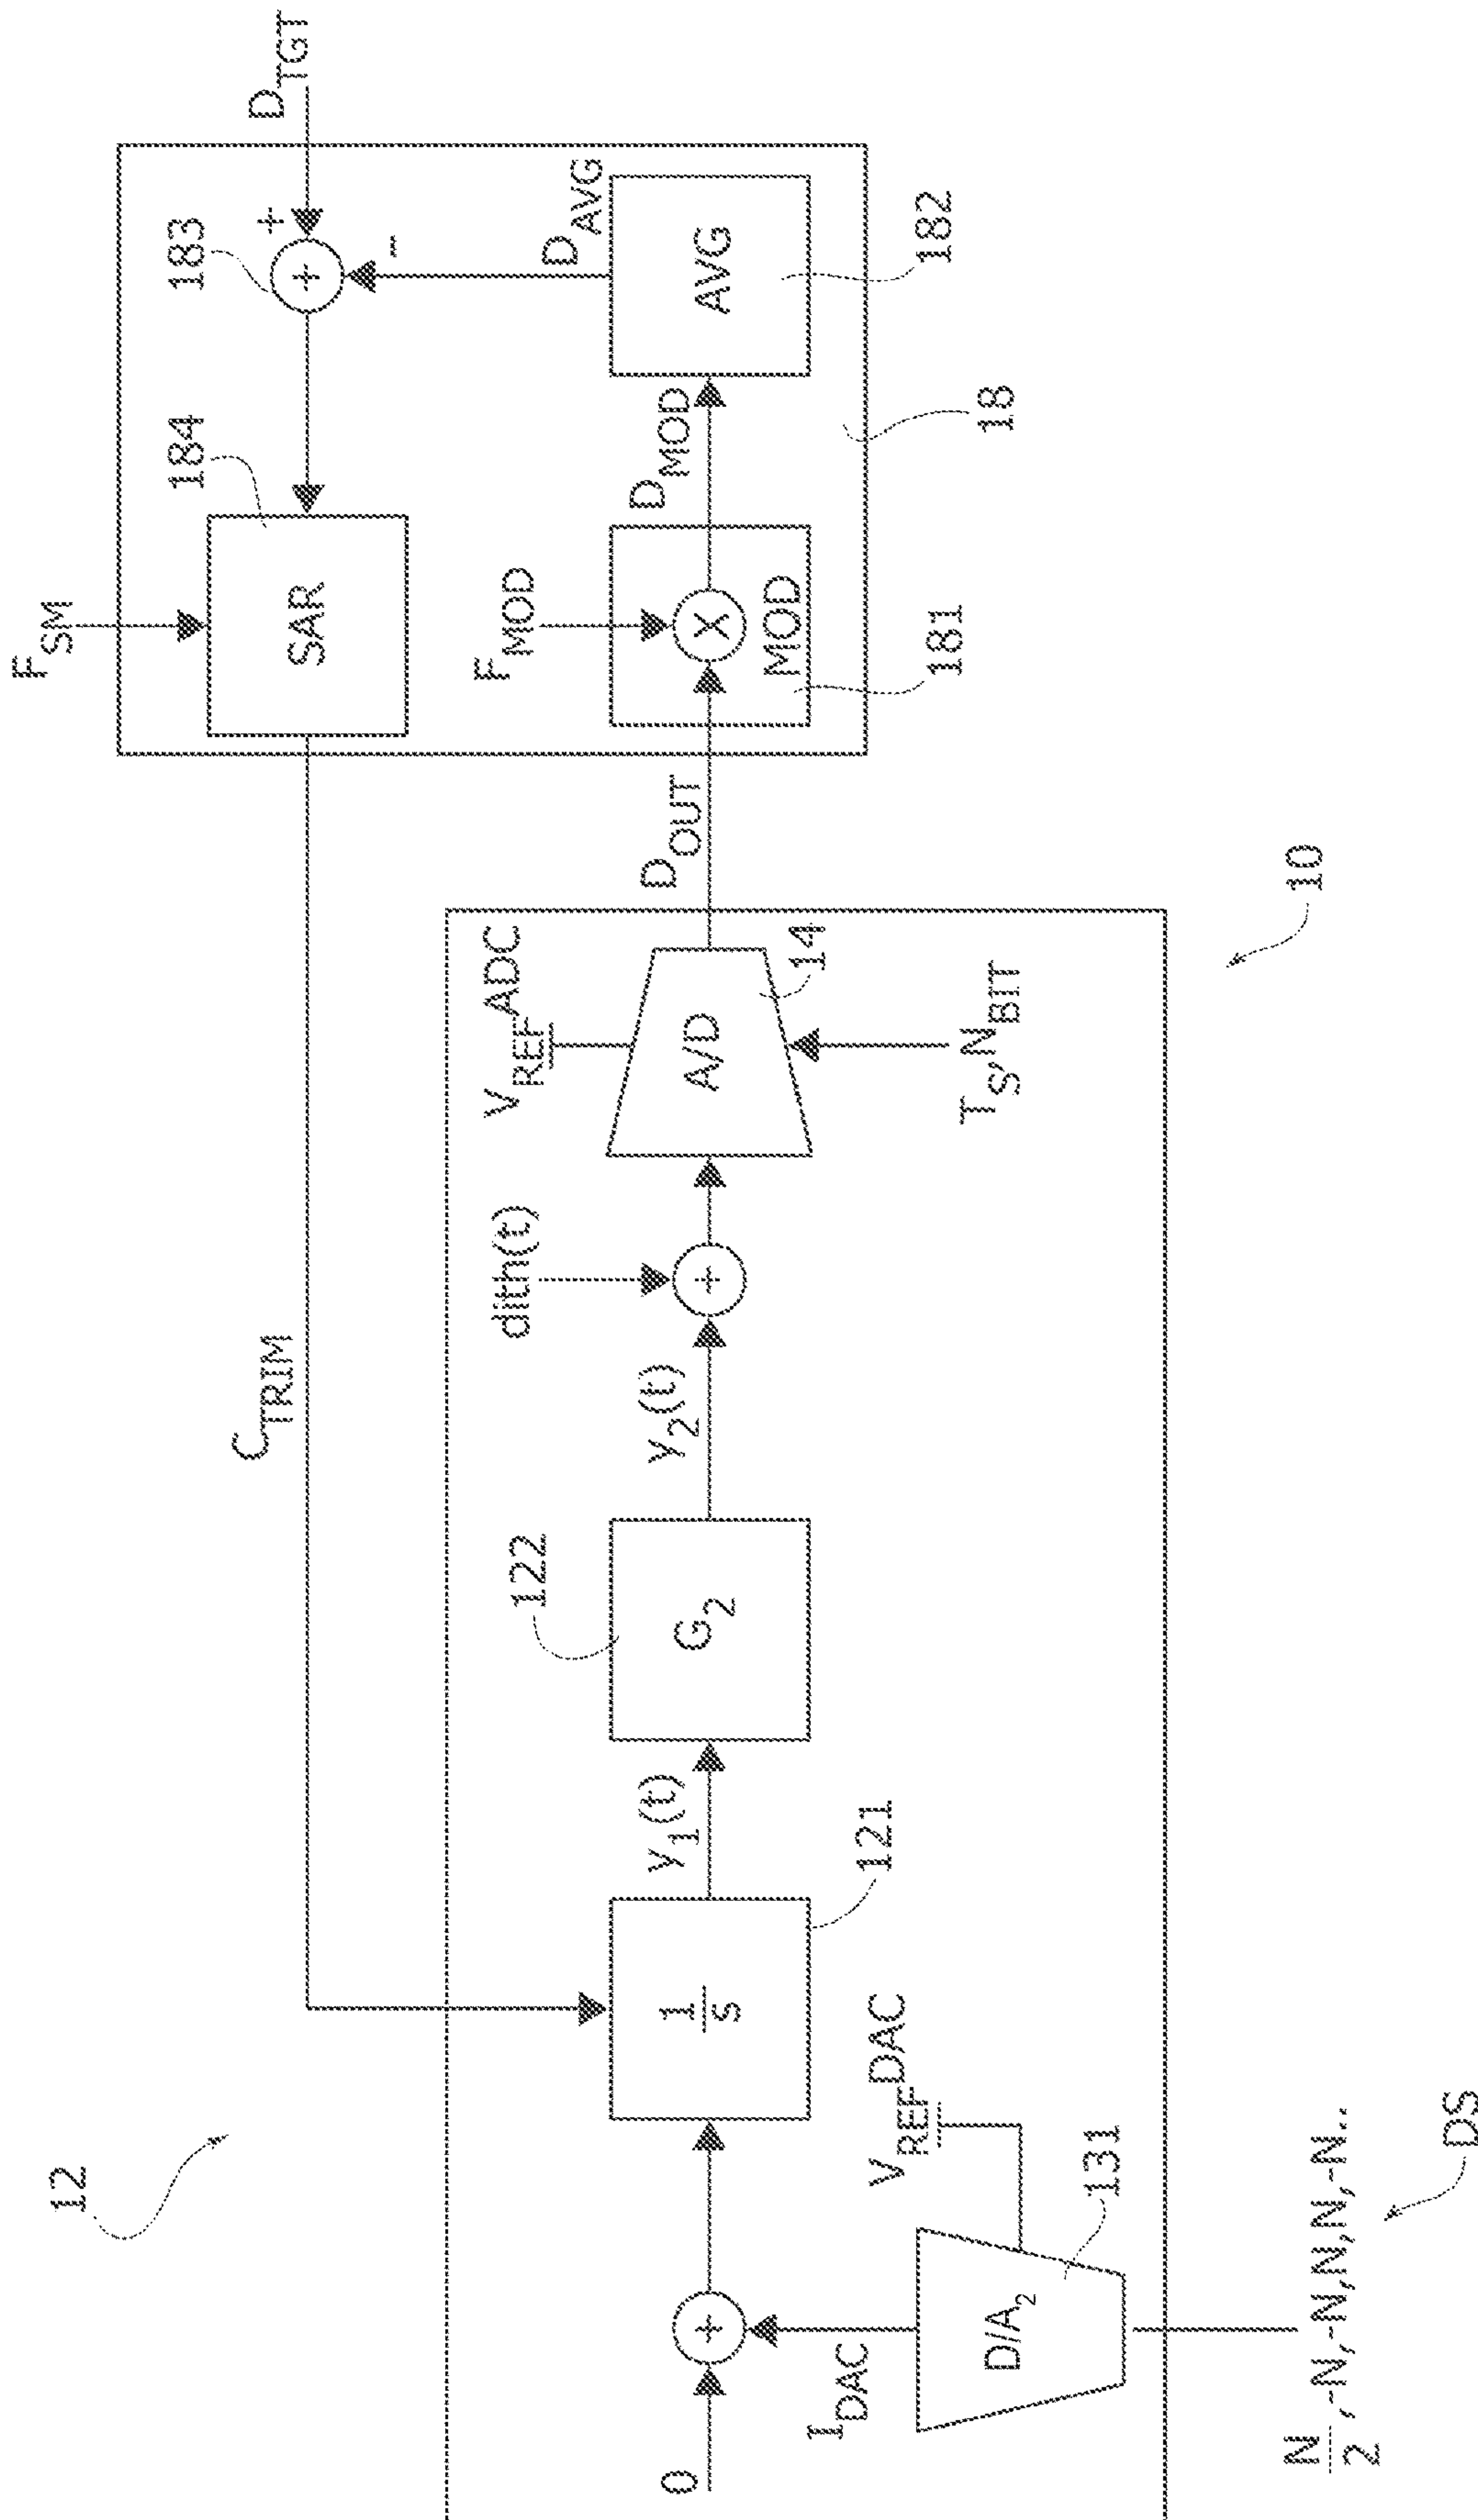 12
C_TRIM
F_SM
184
SAR
183
+
+
-
D_TGT
F_MOD
X
MOD
181
D_MOD
AVG
182
D_AVG
18
D_OUT
0
+
I_DAC
D/A_2
131
V_REF DAC
N/2,-N,-N,N,N,-N..
DS
1/s
121
y_1(t)
G_2
122
y_2(t)
dith(t)
+
V_REF ADC
A/D
14
T_S,N_BIT
10